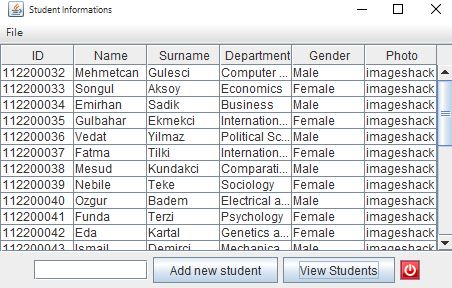 Student Informations
File
ID Name Surname Department Gender Photo
112200032 Mehmetcan Gulesci Computer ... Male imageshack
112200033 Songul Aksoy Economics Female imageshack
112200034 Emirhan Sadik Business Male imageshack
112200035 Gulbahar Ekmekci Internation... Female imageshack
112200036 Vedat Yilmaz Political Sc... Male imageshack
112200037 Fatma Tilki Internation... Female imageshack
112200038 Mesud Kundakci Comparati... Male imageshack
112200039 Nebile Teke Sociology Female imageshack
112200040 Ozgur Badem Electrical a... Male imageshack
112200041 Funda Terzi Psychology Female imageshack
112200042 Eda Kartal Genetics a... Female imageshack
112200043 Ismail Demirci Mechanica... Male imageshack
Add new student View Students